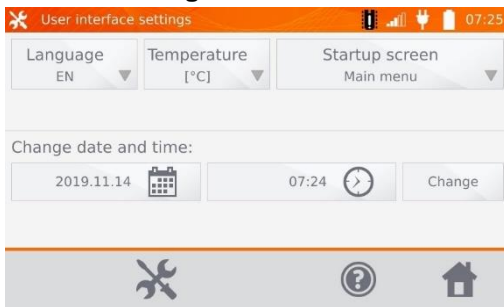 User interface settings 07:25
Language Temperature Startup screen
EN [°C] Main menu
Change date and time:
2019.11.14 07:24 Change